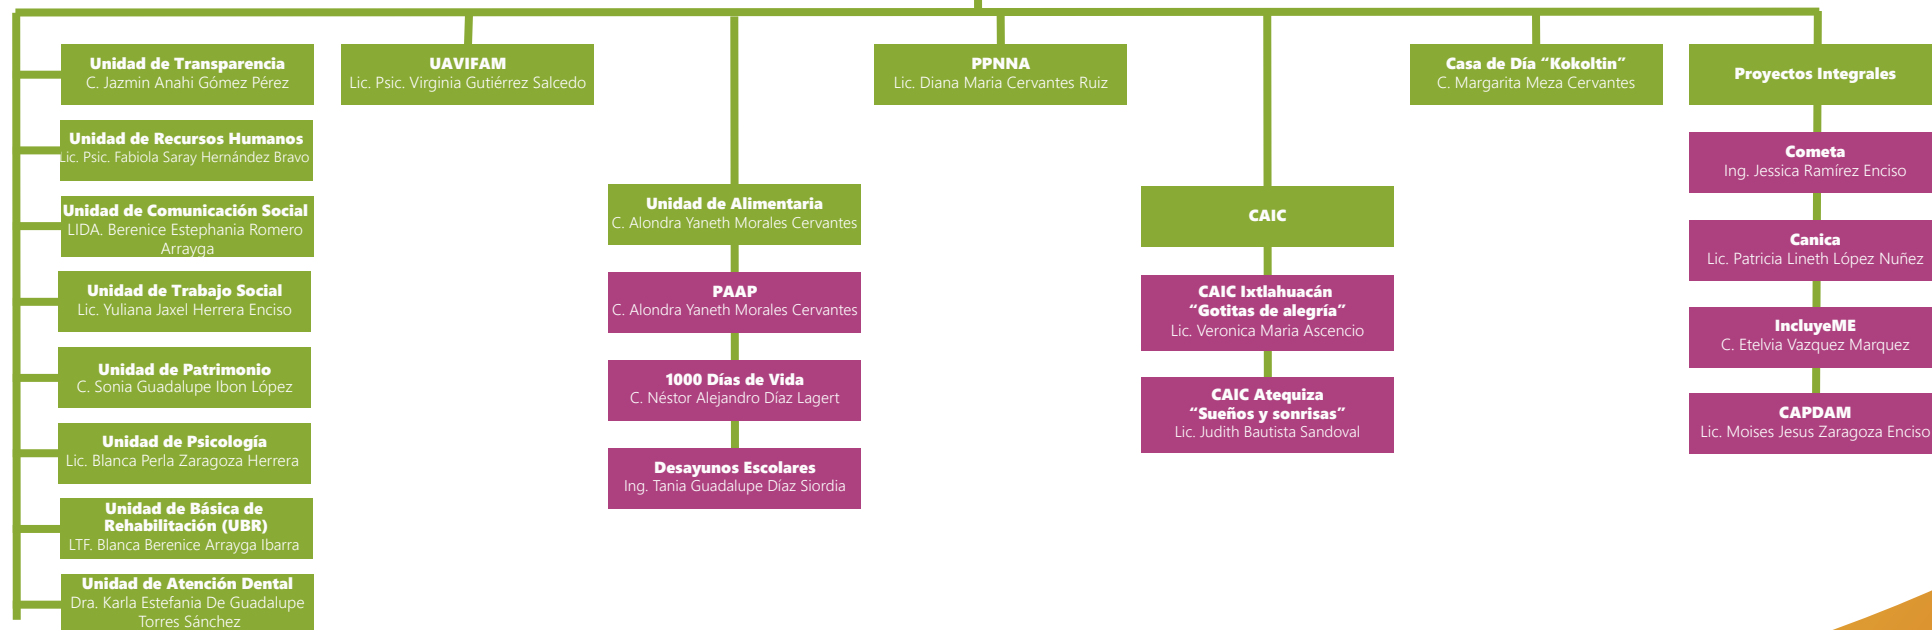 Unidad de Transparencia
C. Jazmin Anahi Gómez Pérez
Unidad de Recursos Humanos
Lic. Psic. Fabiola Saray Hernández Bravo
Unidad de Comunicación Social
LIDA. Berenice Estephania Romero
Arrayga
Unidad de Trabajo Social
Lic. Yuliana Jaxel Herrera Enciso
Unidad de Patrimonio
C. Sonia Guadalupe Ibon López
Unidad de Psicología
Lic. Blanca Perla Zaragoza Herrera
Unidad de Básica de
Rehabilitación (UBR)
LTF. Blanca Berenice Arrayga Ibarra
Unidad de Atención Dental
Dra. Karla Estefania De Guadalupe
Torres Sánchez
UAVIFAM
Lic. Psic. Virginia Gutiérrez Salcedo
Unidad de Alimentaria
C. Alondra Yaneth Morales Cervantes
PAAP
C. Alondra Yaneth Morales Cervantes
1000 Días de Vida
C. Néstor Alejandro Díaz Lagert
Desayunos Escolares
Ing. Tania Guadalupe Díaz Siordia
PPNNA
Lic. Diana Maria Cervantes Ruiz
CAIC
CAIC Ixtlahuacán
“Gotitas de alegría”
Lic. Veronica Maria Ascencio
CAIC Atequiza
“Sueños y sonrisas”
Lic. Judith Bautista Sandoval
Casa de Día “Kokoltin”
C. Margarita Meza Cervantes
Proyectos Integrales
Cometa
Ing. Jessica Ramírez Enciso
Canica
Lic. Patricia Lineth López Nuñez
IncluyeME
C. Etelvia Vazquez Marquez
CAPDAM
Lic. Moises Jesus Zaragoza Enciso